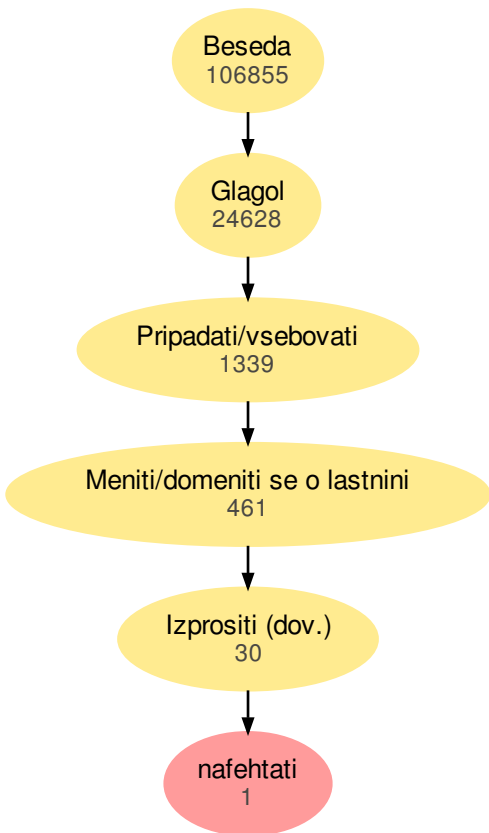 Beseda
106855
Glagol
24628
Pripadati/vsebovati
1339
Meniti/domeniti se o lastnini
461
Izprositi (dov.)
30
nafehtati
1